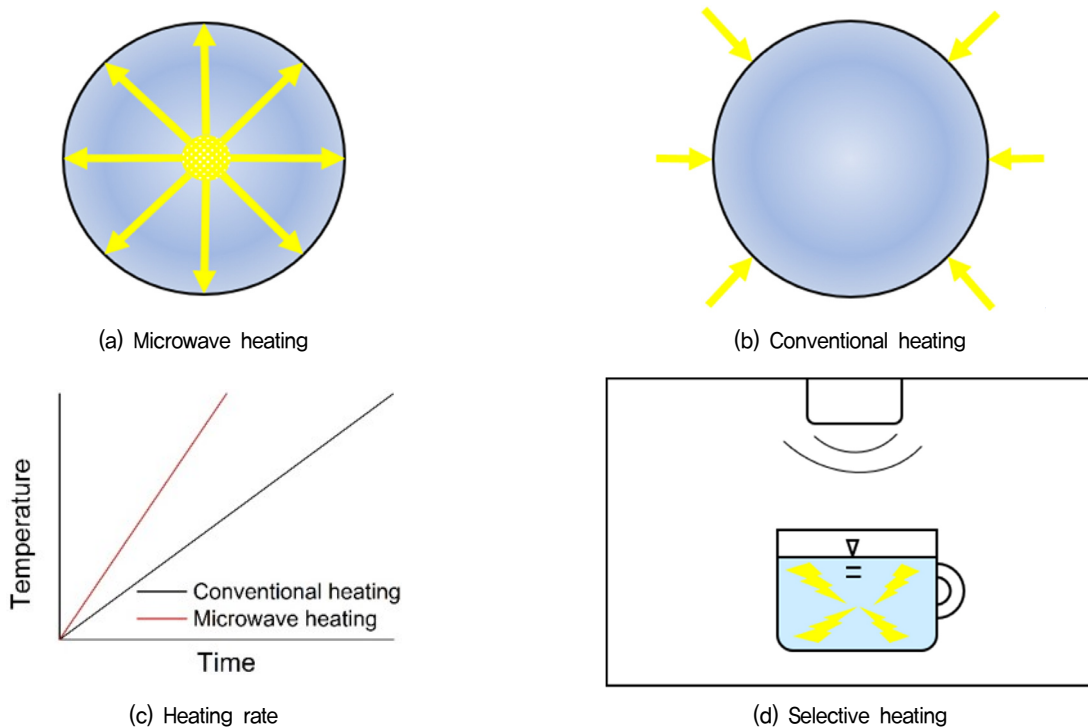 (a) Microwave heating
(b) Conventional heating
Temperature
Conventional heating
Microwave heating
Time
(c) Heating rate
(d) Selective heating